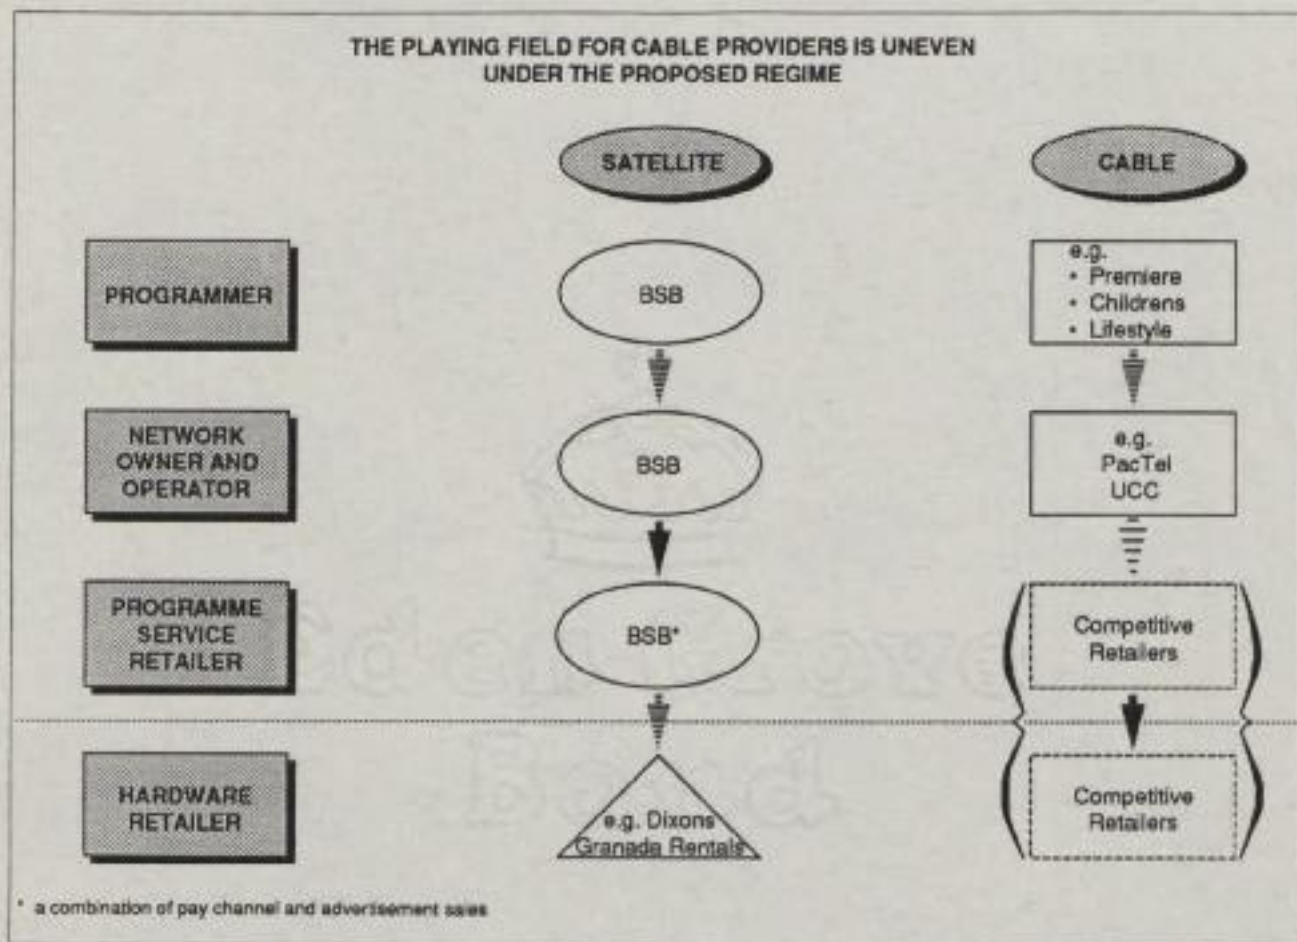 THE PLAYING FIELD FOR CABLE PROVIDERS IS UNEVEN
UNDER THE PROPOSED REGIME
SATELLITE
CABLE
PROGRAMMER
BSB
e.g.
• Premiere
• Childrens
• Lifestyle
NETWORK
OWNER AND
OPERATOR
BSB
e.g.
PacTel
UCC
PROGRAMME
SERVICE
RETAILER
BSB*
Competitive
Retailers
HARDWARE
RETAILER
e.g. Dixons
Granada Rentals
Competitive
Retailers
* a combination of pay channel and advertisement sales